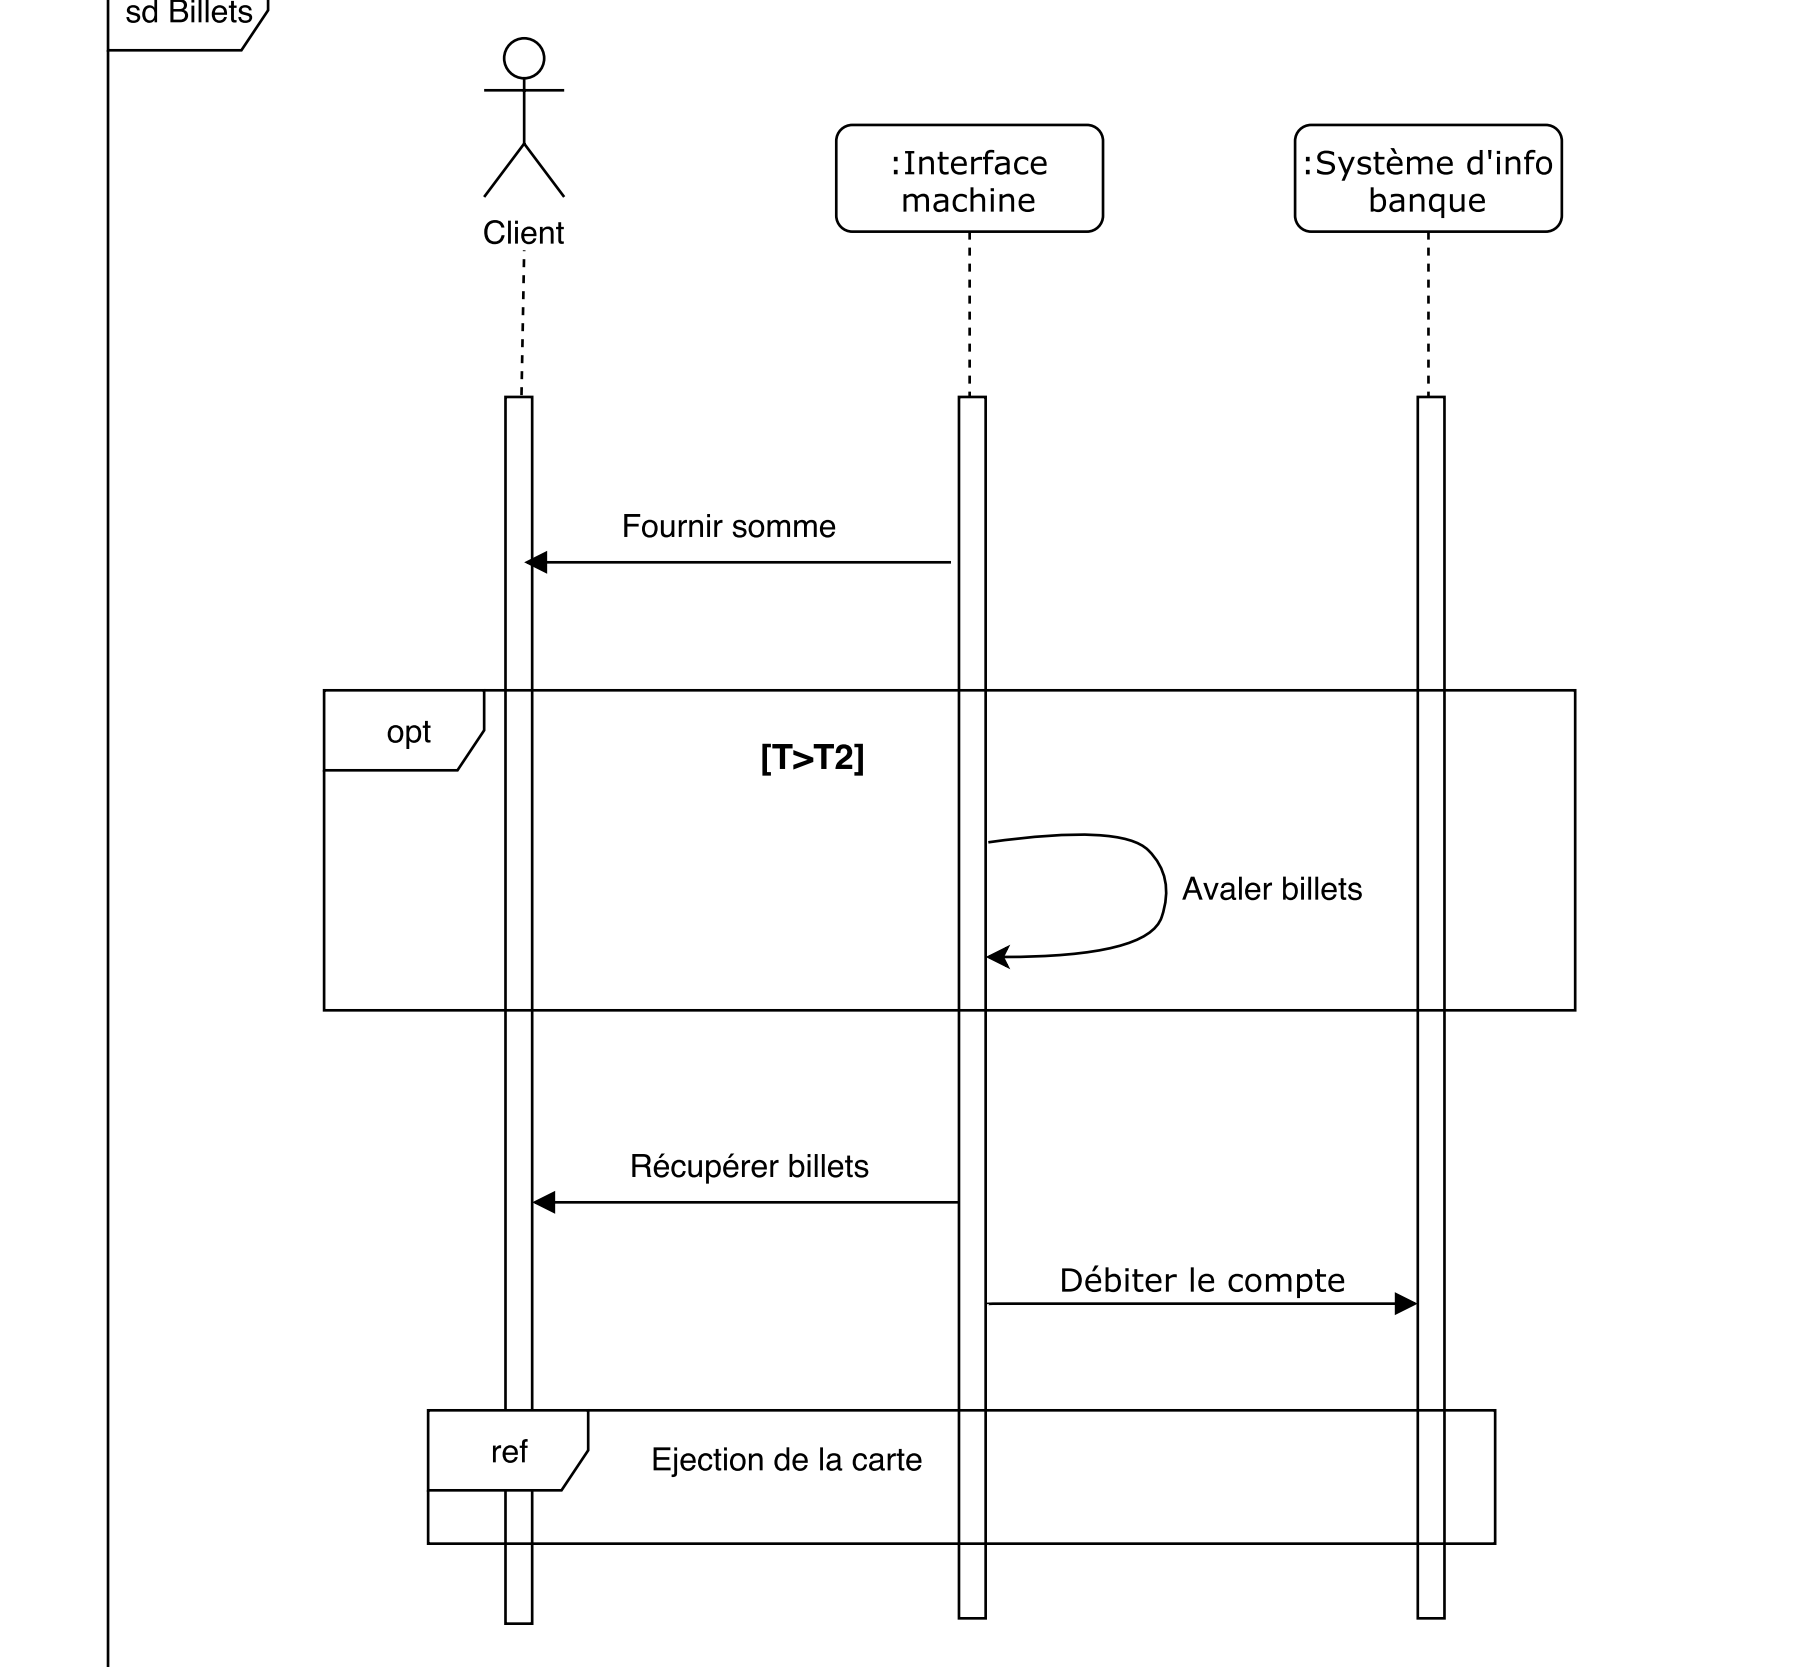 sd Billets
:Interface
machine
:Système d'info
banque
Client
Fournir somme
opt
[T>T2]
Avaler billets
Récupérer billets
Débiter le compte
ref
Ejection de la carte